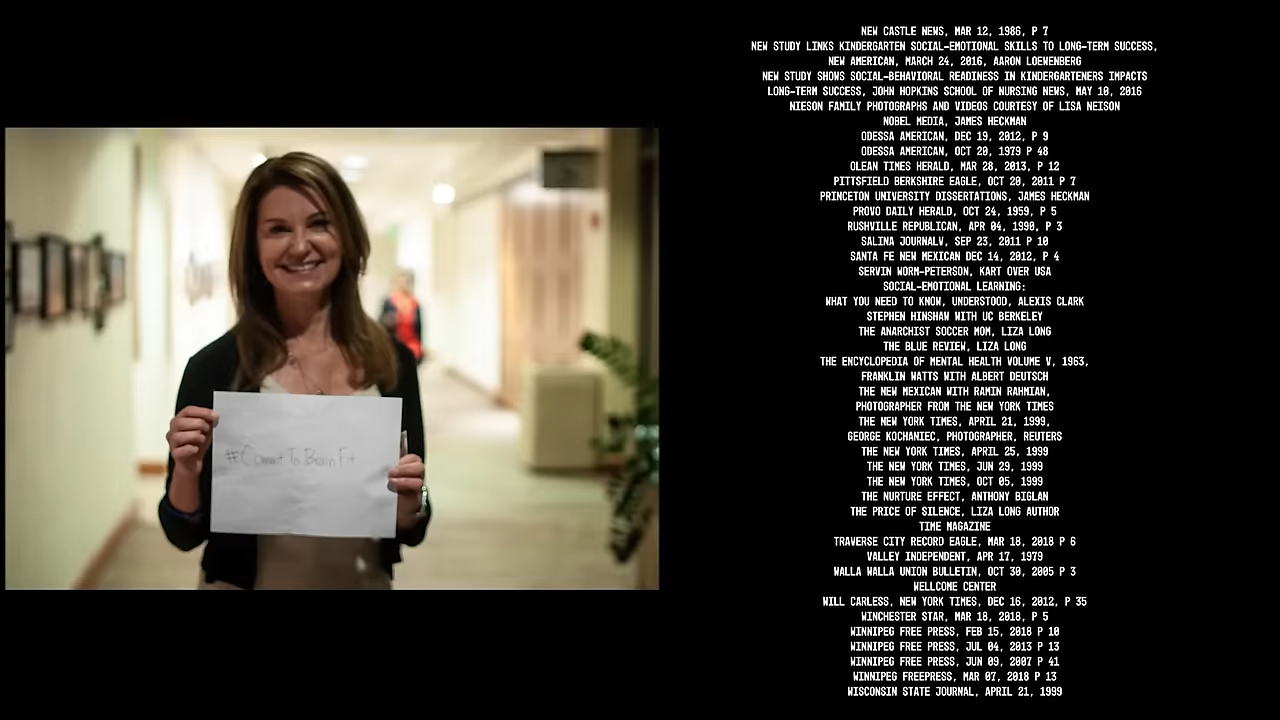 #CommitToBrainFit
NEW CASTLE NEWS, MAR 12, 1986, P 7
NEW STUDY LINKS KINDERGARTEN SOCIAL-EMOTIONAL SKILLS TO LONG-TERM SUCCESS,
NEW AMERICAN, MARCH 24, 2016, AARON LOEWENBERG
NEW STUDY SHOWS SOCIAL-BEHAVIORAL READINESS IN KINDERGARTENERS IMPACTS
LONG-TERM SUCCESS, JOHN HOPKINS SCHOOL OF NURSING NEWS, MAY 10, 2016
NIESON FAMILY PHOTOGRAPHS AND VIDEOS COURTESY OF LISA NEISON
NOBEL MEDIA, JAMES HECKMAN
ODESSA AMERICAN, DEC 19, 2012, P 9
ODESSA AMERICAN, OCT 20, 1979 P 48
OLEAN TIMES HERALD, MAR 28, 2013, P 12
PITTSFIELD BERKSHIRE EAGLE, OCT 20, 2011 P 7
PRINCETON UNIVERSITY DISSERTATIONS, JAMES HECKMAN
PROVO DAILY HERALD, OCT 24, 1959, P 5
RUSHVILLE REPUBLICAN, APR 04, 1990, P 3
SALINA JOURNALV, SEP 23, 2011 P 10
SANTA FE NEW MEXICAN DEC 14, 2012, P 4
SERVIN WORM-PETERSON, KART OVER USA
SOCIAL-EMOTIONAL LEARNING:
WHAT YOU NEED TO KNOW, UNDERSTOOD, ALEXIS CLARK
STEPHEN HINSHAW WITH UC BERKELEY
THE ANARCHIST SOCCER MOM, LIZA LONG
THE BLUE REVIEW, LIZA LONG
THE ENCYCLOPEDIA OF MENTAL HEALTH VOLUME V, 1963,
FRANKLIN WATTS WITH ALBERT DEUTSCH
THE NEW MEXICAN WITH RAMIN RAHMIAN,
PHOTOGRAPHER FROM THE NEW YORK TIMES
THE NEW YORK TIMES, APRIL 21, 1999,
GEORGE KOCHANIEC, PHOTOGRAPHER, REUTERS
THE NEW YORK TIMES, APRIL 25, 1999
THE NEW YORK TIMES, JUN 29, 1999
THE NEW YORK TIMES, OCT 05, 1999
THE NURTURE EFFECT, ANTHONY BIGLAN
THE PRICE OF SILENCE, LIZA LONG AUTHOR
TIME MAGAZINE
TRAVERSE CITY RECORD EAGLE, MAR 18, 2018 P 6
VALLEY INDEPENDENT, APR 17, 1979
WALLA WALLA UNION BULLETIN, OCT 30, 2005 P 3
WELLCOME CENTER
WILL CARLESS, NEW YORK TIMES, DEC 16, 2012, P 35
WINCHESTER STAR, MAR 18, 2018, P 5
WINNIPEG FREE PRESS, FEB 15, 2018 P 10
WINNIPEG FREE PRESS, JUL 04, 2013 P 13
WINNIPEG FREE PRESS, JUN 09, 2007 P 41
WINNIPEG FREEPRESS, MAR 07, 2018 P 13
WISCONSIN STATE JOURNAL, APRIL 21, 1999